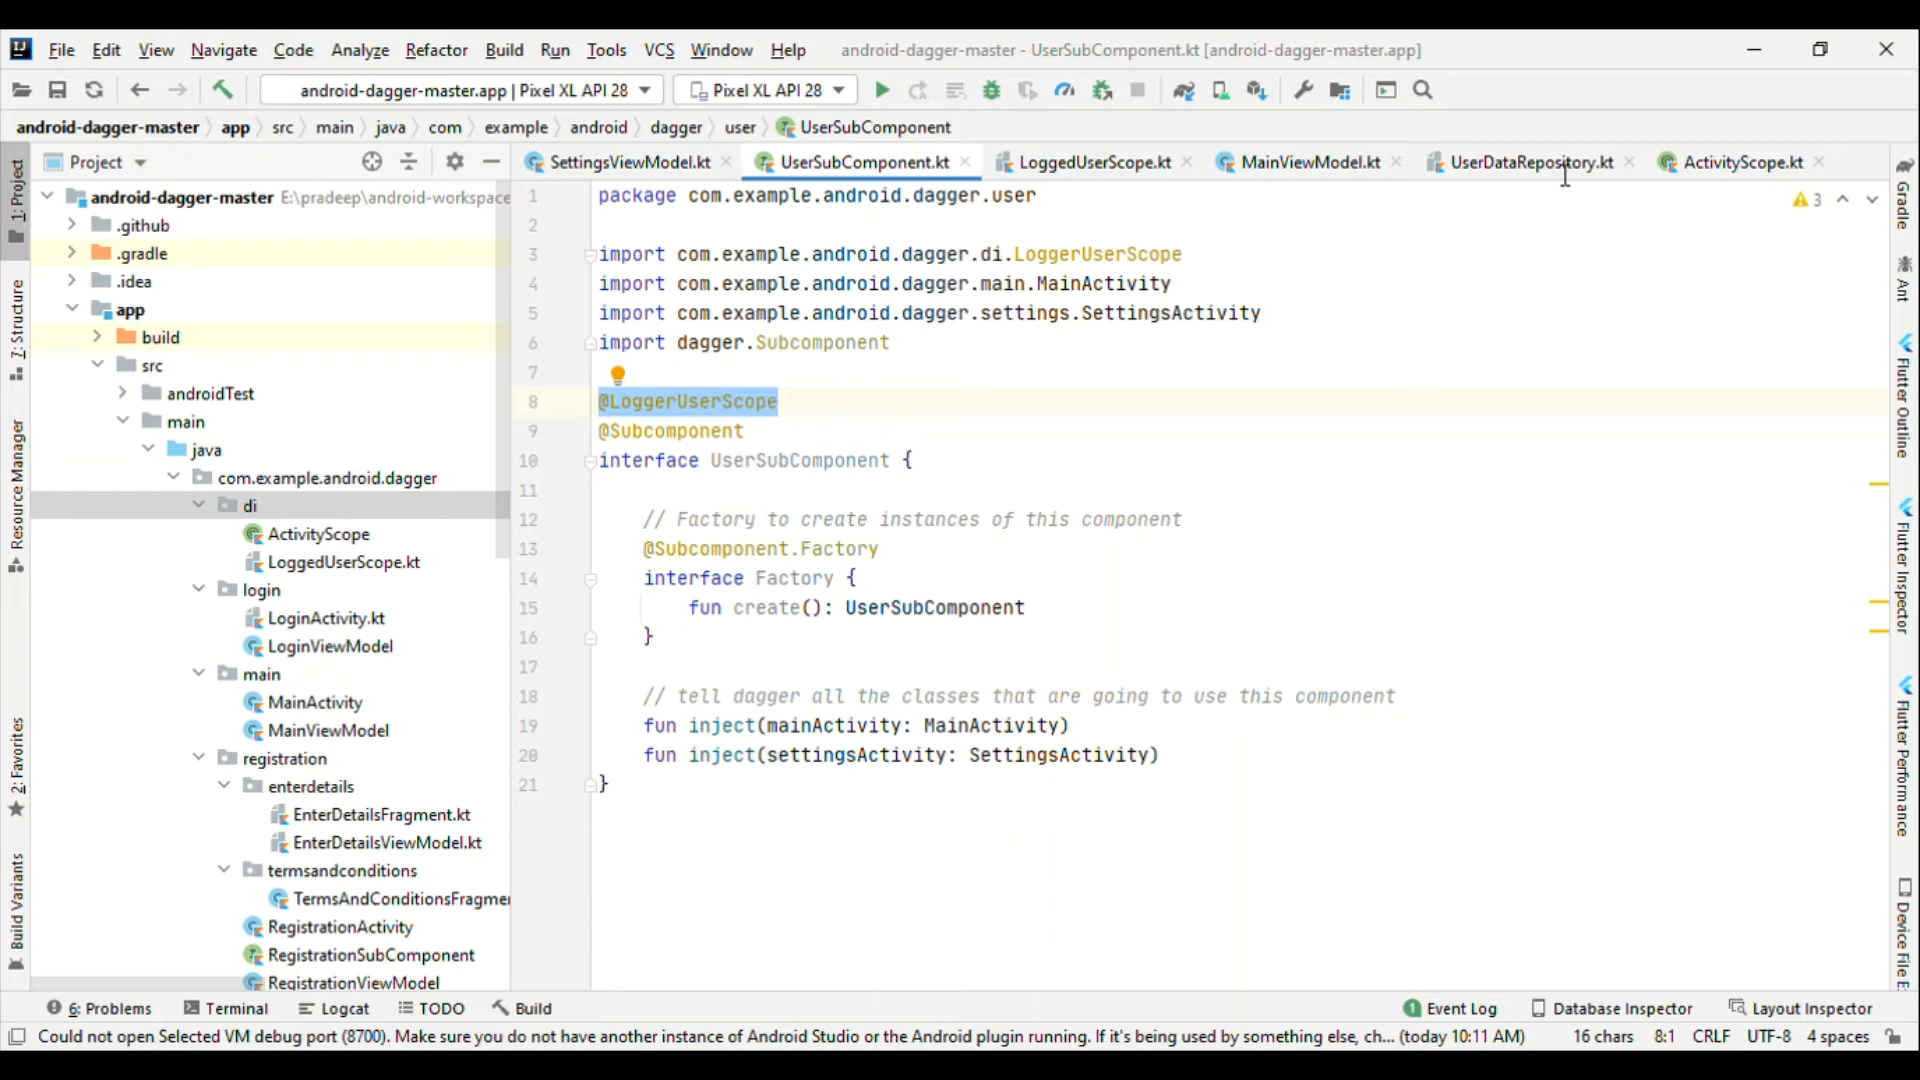 File Edit View Navigate Code Analyze Refactor Build Run Tools VCS Window Help android-dagger-master - UserSubComponent.kt [android-dagger-master.app]
android-dagger-master.app | Pixel XL API 28 Pixel XL API 28
android-dagger-master app src main java com example android dagger user UserSubComponent
Project SettingsViewModel.kt UserSubComponent.kt LoggedUserScope.kt MainViewModel.kt UserDataRepository.kt ActivityScope.kt
1: Project
7: Structure
Resource Manager
2: Favorites
Build Variants
android-dagger-master E:\pradeep\android-workspace
.github
.gradle
.idea
app
build
src
androidTest
main
java
com.example.android.dagger
di
ActivityScope
LoggedUserScope.kt
login
LoginActivity.kt
LoginViewModel
main
MainActivity
MainViewModel
registration
enterdetails
EnterDetailsFragment.kt
EnterDetailsViewModel.kt
termsandconditions
TermsAndConditionsFragme
RegistrationActivity
RegistrationSubComponent
RegistrationViewModel
1 package com.example.android.dagger.user
2
3 import com.example.android.dagger.di.LoggerUserScope
4 import com.example.android.dagger.main.MainActivity
5 import com.example.android.dagger.settings.SettingsActivity
6 import dagger.Subcomponent
7
8 @LoggerUserScope
9 @Subcomponent
10 interface UserSubComponent {
11
12 // Factory to create instances of this component
13 @Subcomponent.Factory
14 interface Factory {
15 fun create(): UserSubComponent
16 }
17
18 // tell dagger all the classes that are going to use this component
19 fun inject(mainActivity: MainActivity)
20 fun inject(settingsActivity: SettingsActivity)
21 }
3
Gradle
Ant
Flutter Outline
Flutter Inspector
Flutter Performance
Device File E
6: Problems Terminal Logcat TODO Build 1 Event Log Database Inspector Layout Inspector
Could not open Selected VM debug port (8700). Make sure you do not have another instance of Android Studio or the Android plugin running. If it's being used by something else, ch... (today 10:11 AM) 16 chars 8:1 CRLF UTF-8 4 spaces